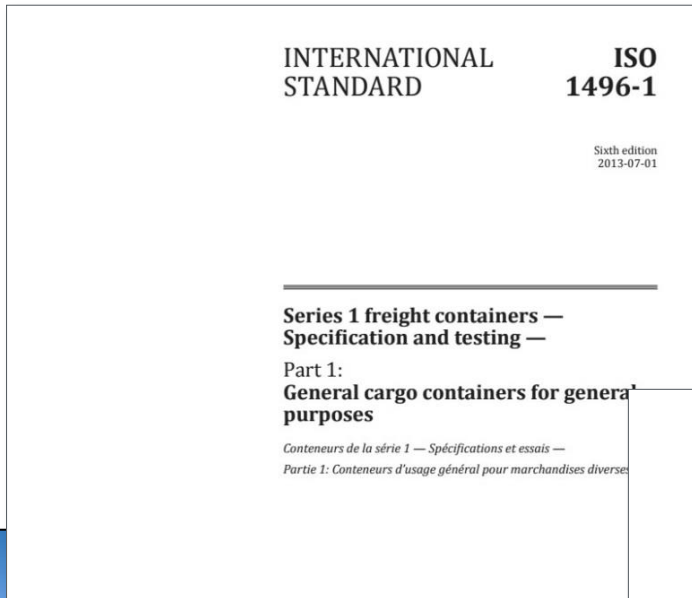 INTERNATIONAL
STANDARD
ISO
1496-1
Sixth edition
2013-07-01
Series 1 freight containers —
Specification and testing —
Part 1:
General cargo containers for general
purposes
Conteneurs de la série 1 — Spécifications et essais —
Partie 1: Conteneurs d'usage général pour marchandises diverses